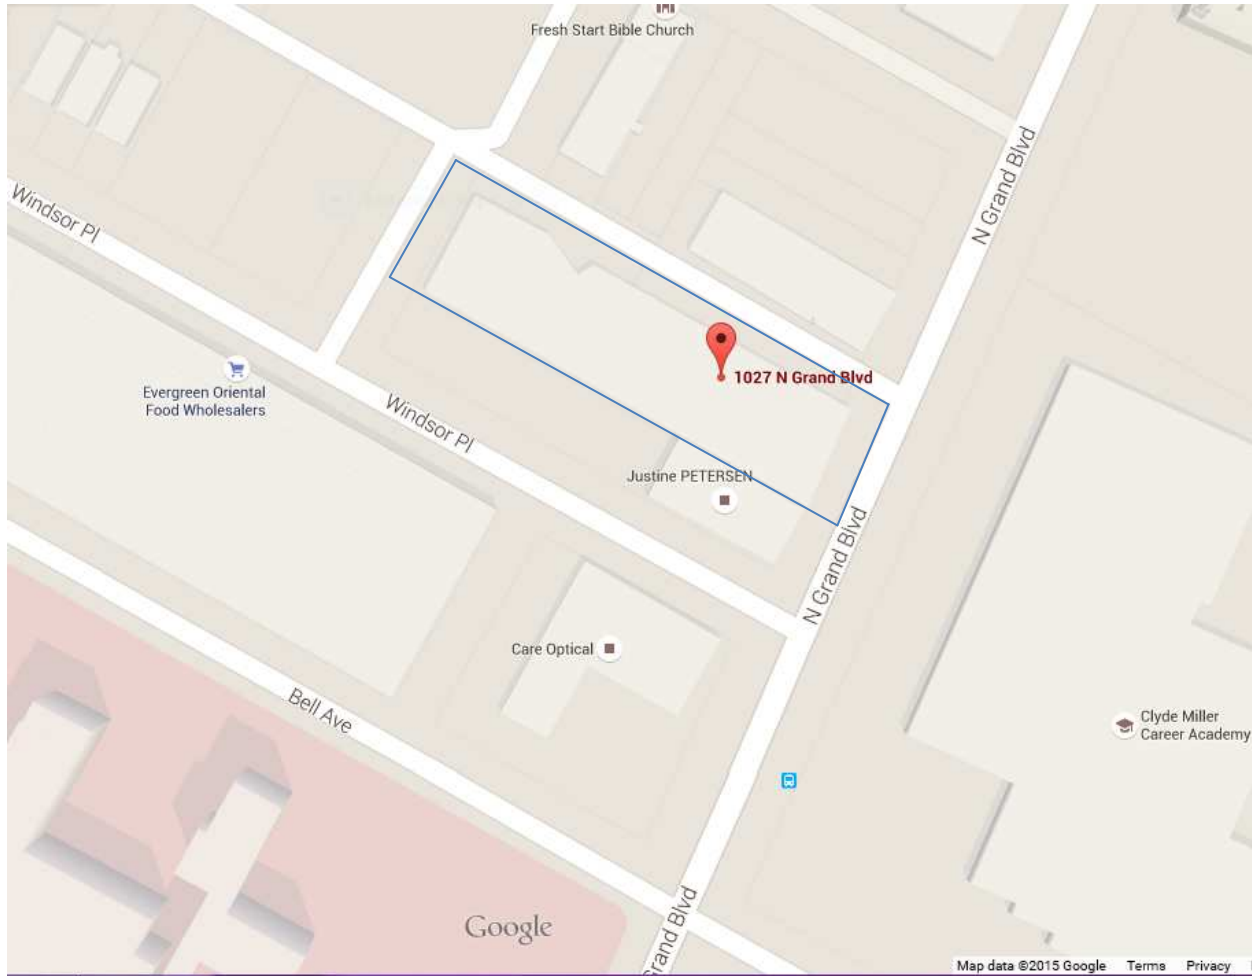 Fresh Start Bible Church
N Grand Blvd
Windsor Pl
1027 N Grand Blvd
Evergreen Oriental
Food Wholesalers
Windsor Pl
Justine PETERSEN
N Grand Blvd
Care Optical
Bell Ave
Clyde Miller
Career Academy
Google
Grand Blvd
Map data ©2015 Google Terms Privacy